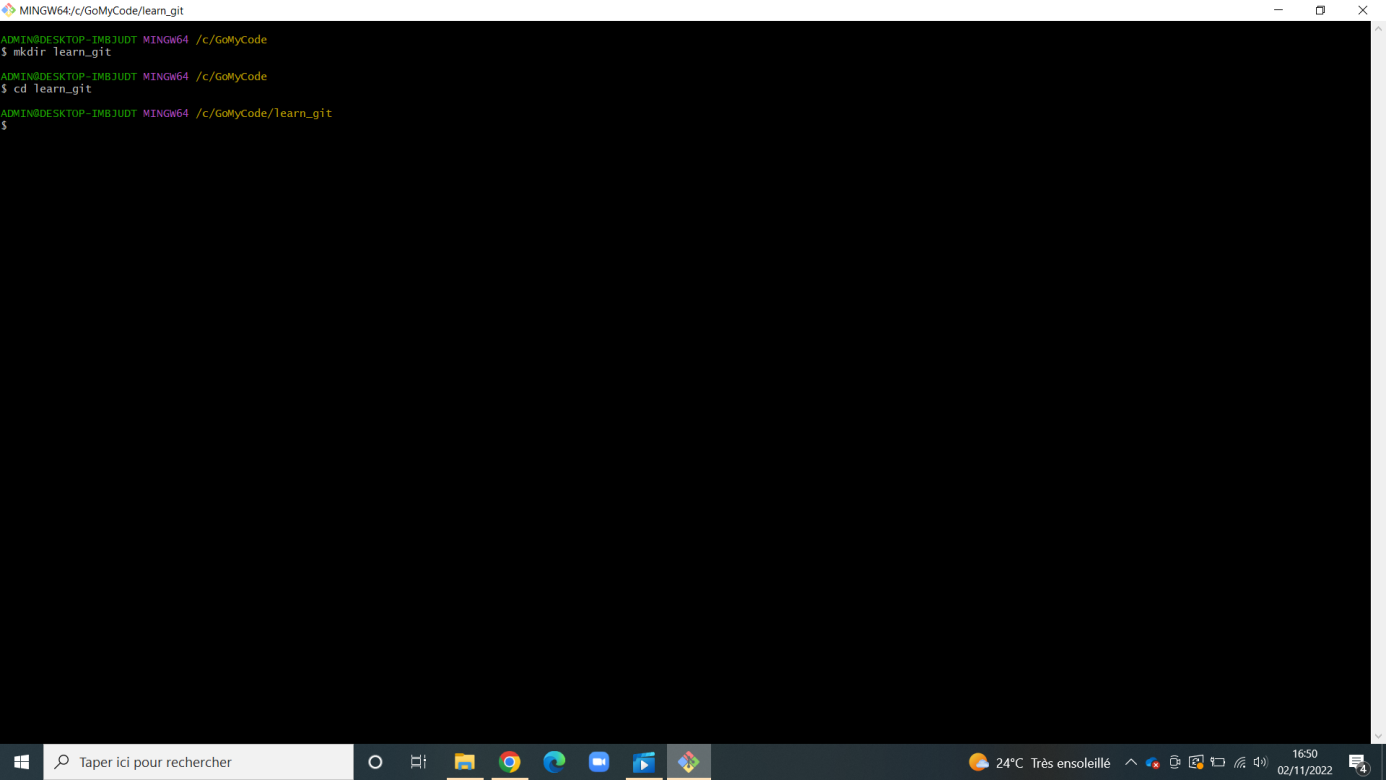 MINGW64:/c/GoMyCode/learn_git
ADMIN@DESKTOP-IMBJUDT MINGW64 /c/GoMyCode
$ mkdir learn_git
ADMIN@DESKTOP-IMBJUDT MINGW64 /c/GoMyCode
$ cd learn_git
ADMIN@DESKTOP-IMBJUDT MINGW64 /c/GoMyCode/learn_git
$
Taper ici pour rechercher
24°C Très ensoleillé
16:50
02/11/2022
4